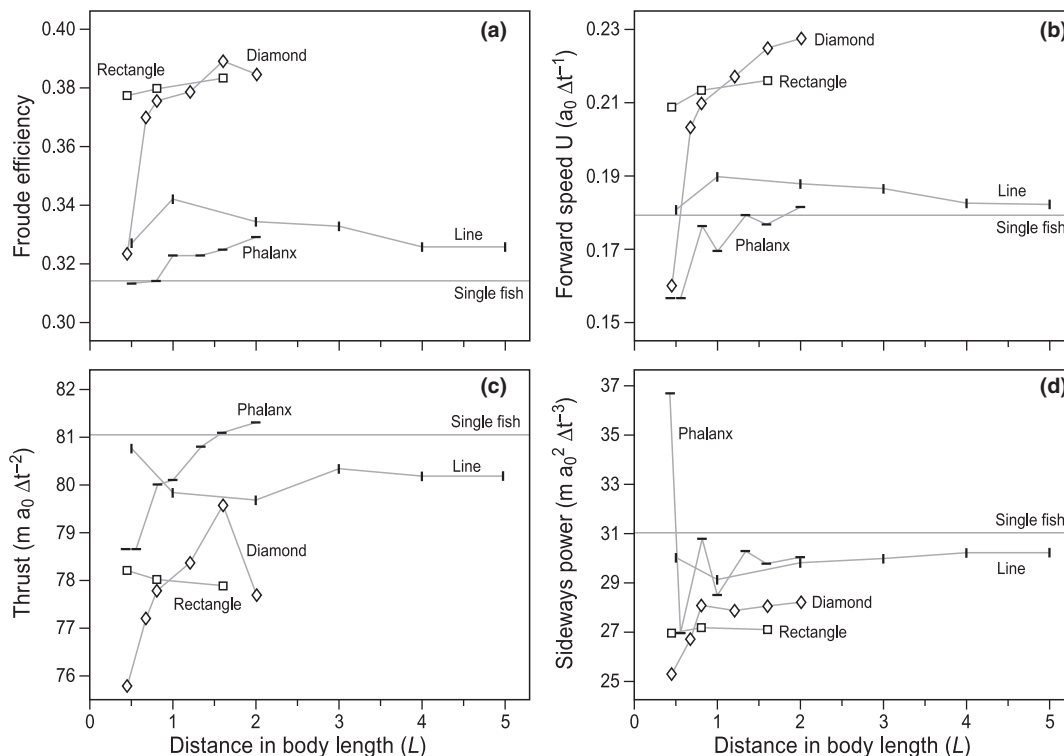 (a)
Froude efficiency
0.40
0.38
0.36
0.34
0.32
0.30
Rectangle
Diamond
Line
Phalanx
Single fish
(b)
Forward speed U (a₀ Δt⁻¹)
0.23
0.21
0.19
0.17
0.15
Diamond
Rectangle
Line
Single fish
Phalanx
(c)
Thrust (m a₀ Δt⁻²)
82
81
80
79
78
77
76
Phalanx
Single fish
Line
Diamond
Rectangle
0 1 2 3 4 5
Distance in body length (L)
(d)
Sideways power (m a₀² Δt⁻³)
37
35
33
31
29
27
25
Phalanx
Single fish
Line
Diamond
Rectangle
0 1 2 3 4 5
Distance in body length (L)